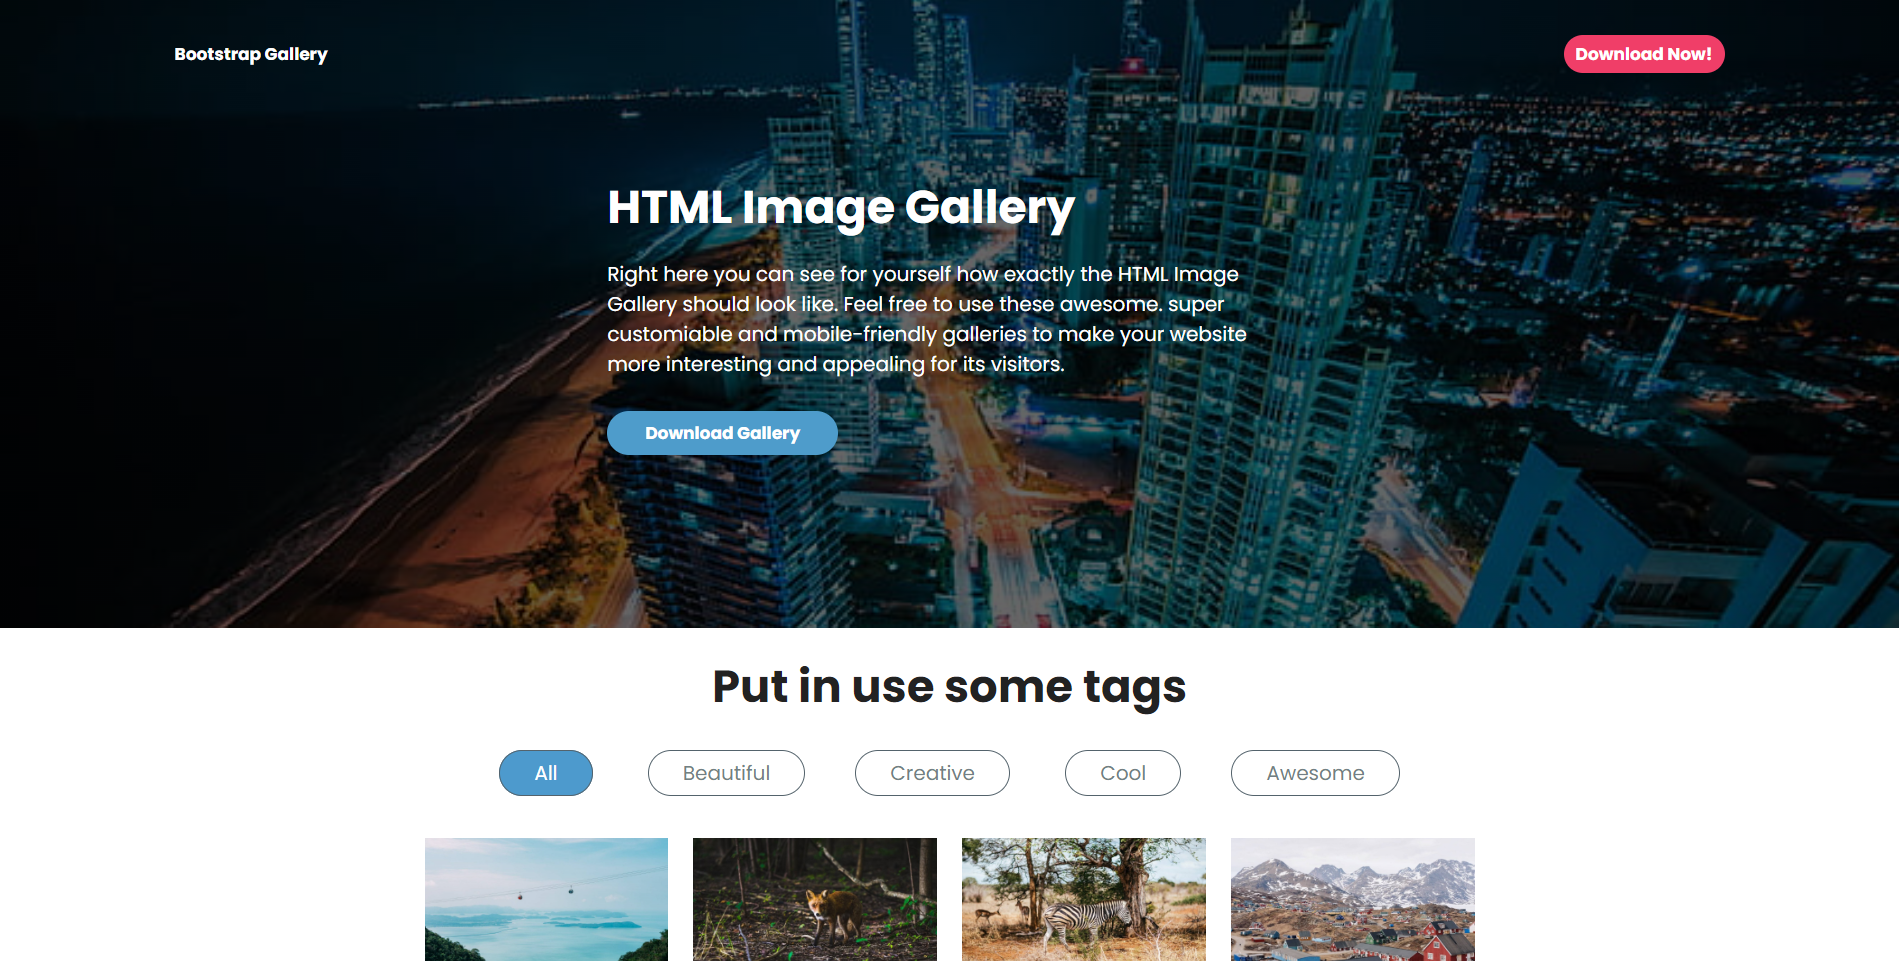 Bootstrap Gallery
Download Now!
HTML Image Gallery
Right here you can see for yourself how exactly the HTML Image
Gallery should look like. Feel free to use these awesome. super
customiable and mobile-friendly galleries to make your website
more interesting and appealing for its visitors.
Download Gallery
Put in use some tags
All
Beautiful
Creative
Cool
Awesome